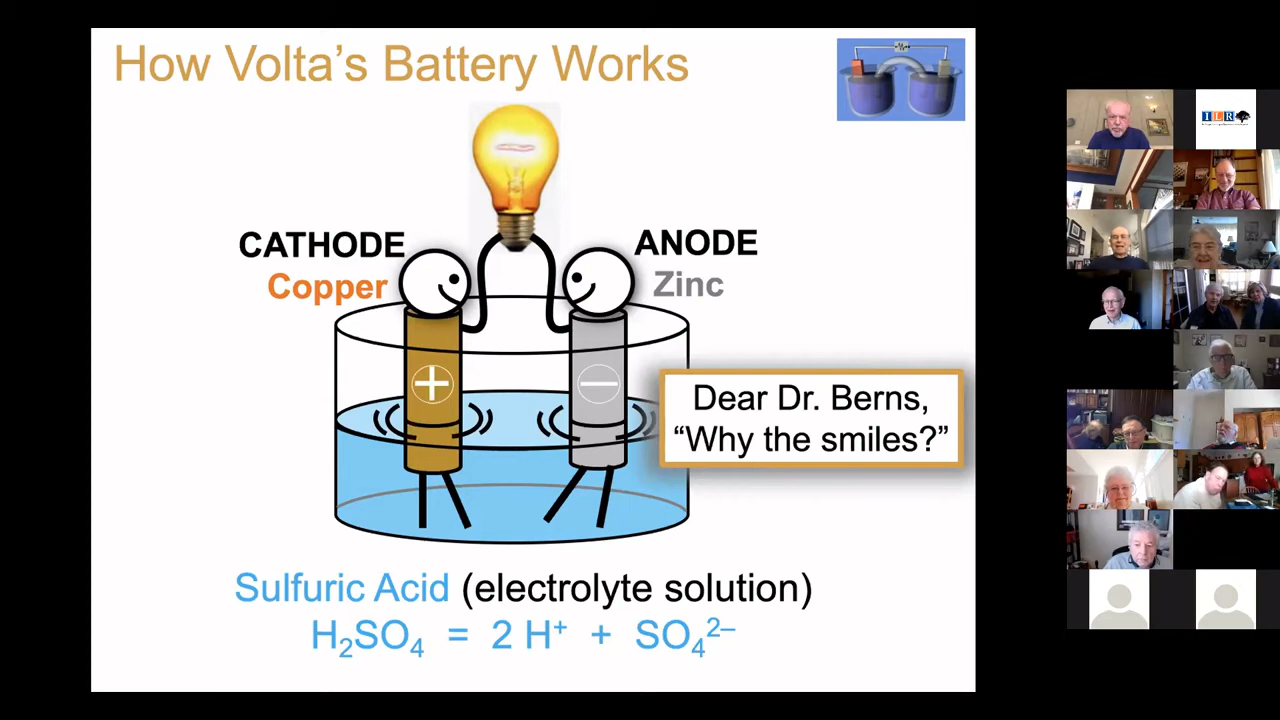 How Volta's Battery Works
CATHODE
Copper
ANODE
Zinc
+
−
Dear Dr. Berns,
“Why the smiles?”
Sulfuric Acid (electrolyte solution)
H₂SO₄ = 2 H⁺ + SO₄²⁻
ILR